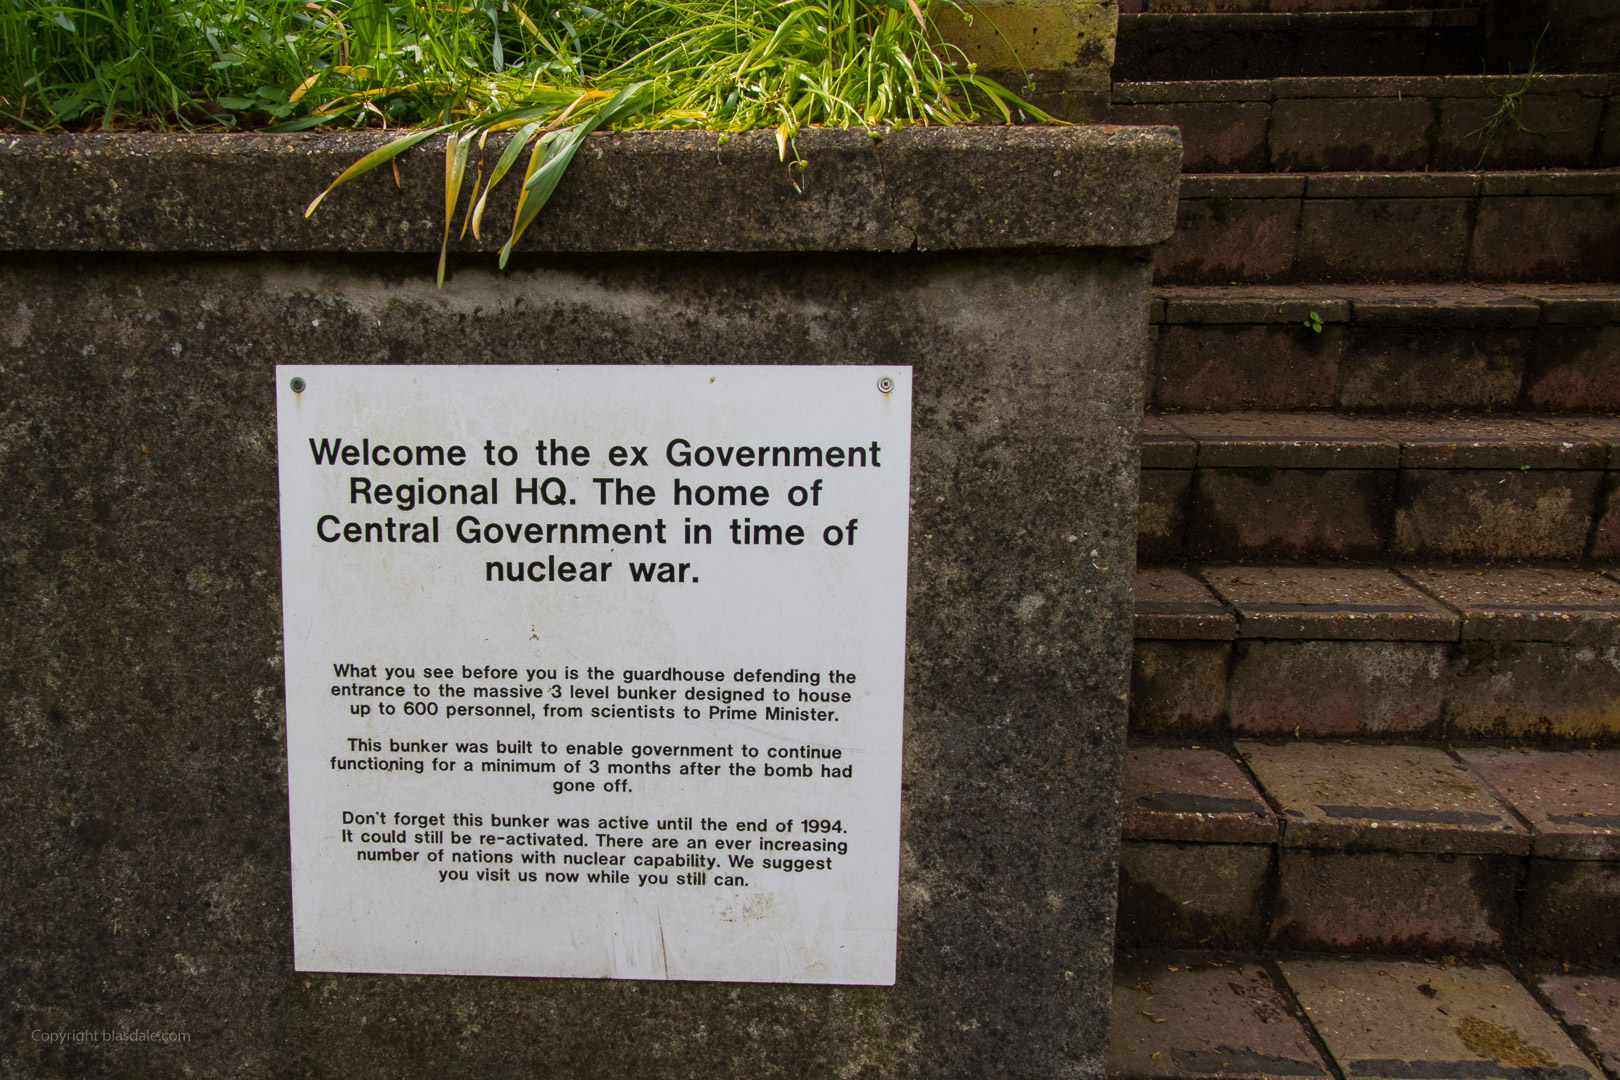 Welcome to the ex Government
Regional HQ. The home of
Central Government in time of
nuclear war.
What you see before you is the guardhouse defending the
entrance to the massive 3 level bunker designed to house
up to 600 personnel, from scientists to Prime Minister.
This bunker was built to enable government to continue
functioning for a minimum of 3 months after the bomb had
gone off.
Don't forget this bunker was active until the end of 1994.
It could still be re-activated. There are an ever increasing
number of nations with nuclear capability. We suggest
you visit us now while you still can.
Copyright blasdale.com